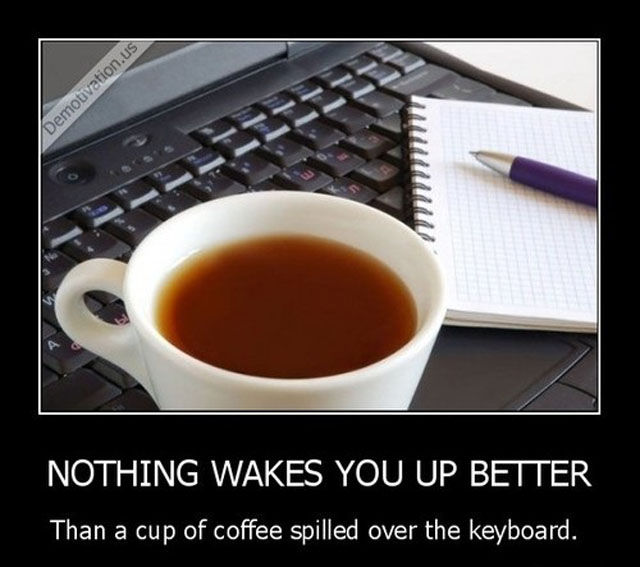 Demotivation.us
NOTHING WAKES YOU UP BETTER
Than a cup of coffee spilled over the keyboard.